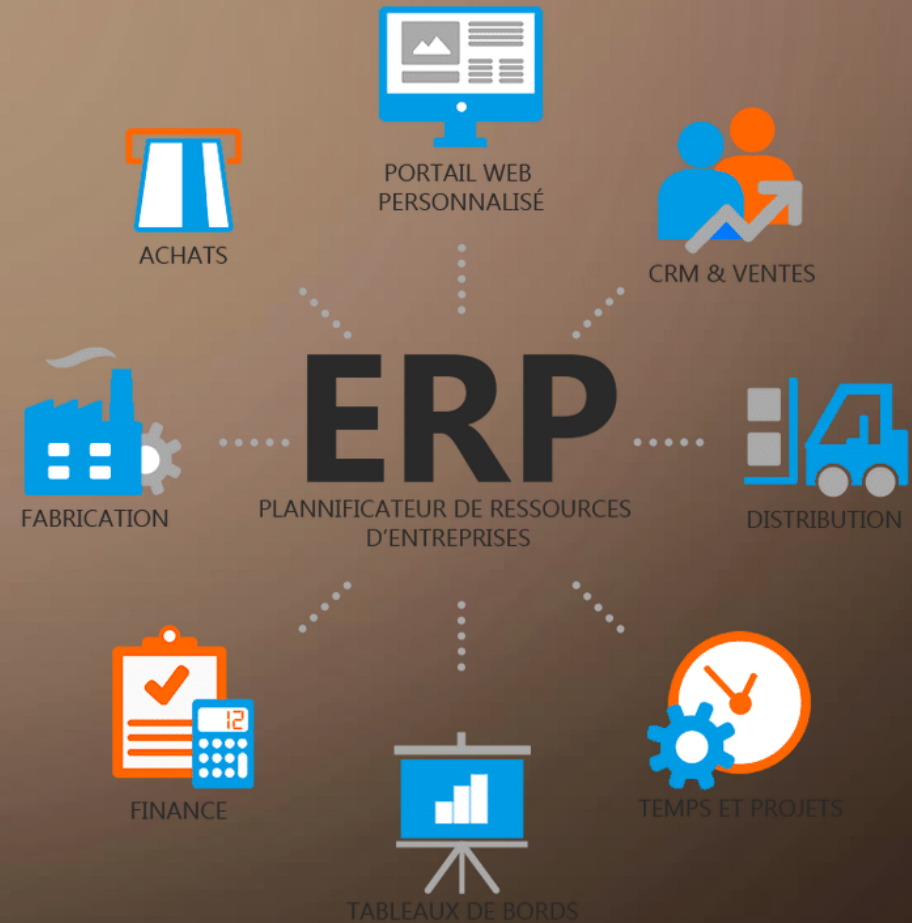 PORTAIL WEB
PERSONNALISÉ
ACHATS
CRM & VENTES
ERP
PLANNIFICATEUR DE RESSOURCES
D'ENTREPRISES
FABRICATION
DISTRIBUTION
12
FINANCE
TEMPS ET PROJETS
TABLEAUX DE BORDS